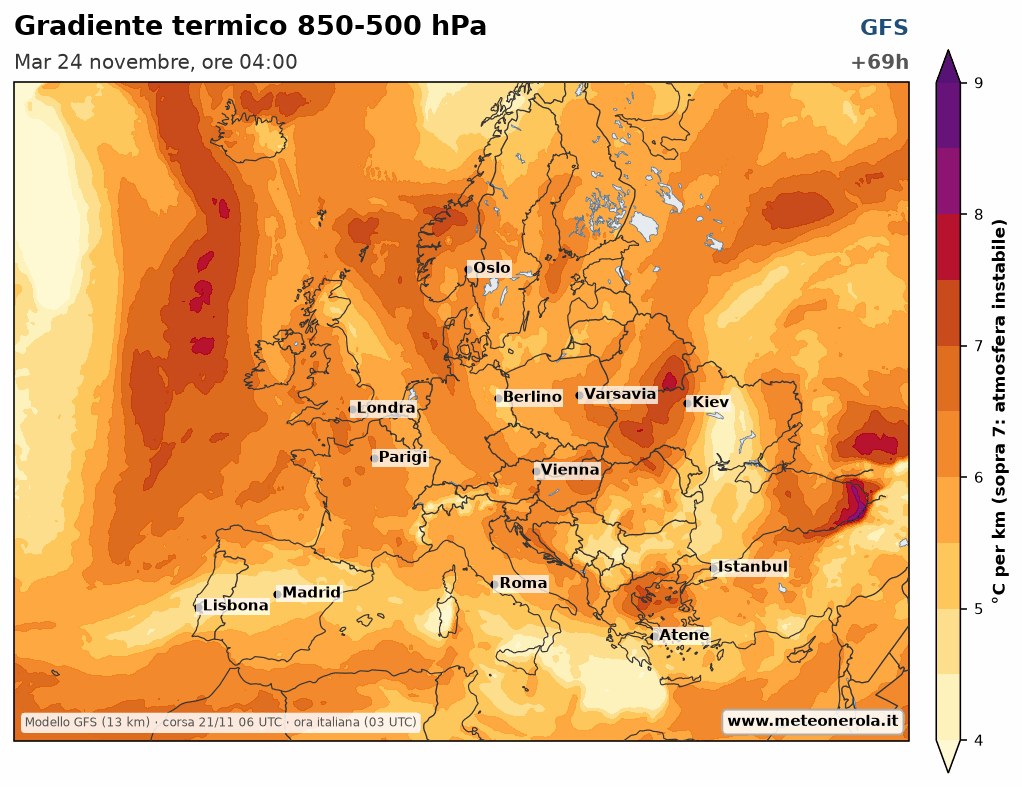 Gradiente termico 850-500 hPa
GFS
Mar 24 novembre, ore 04:00
+69h
Oslo
Berlino
Varsavia
Kiev
Londra
Parigi
Vienna
Istanbul
Roma
Madrid
Lisbona
Atene
Modello GFS (13 km) · corsa 21/11 06 UTC · ora italiana (03 UTC)
www.meteonerola.it
9
8
7
6
5
4
°C per km (sopra 7: atmosfera instabile)